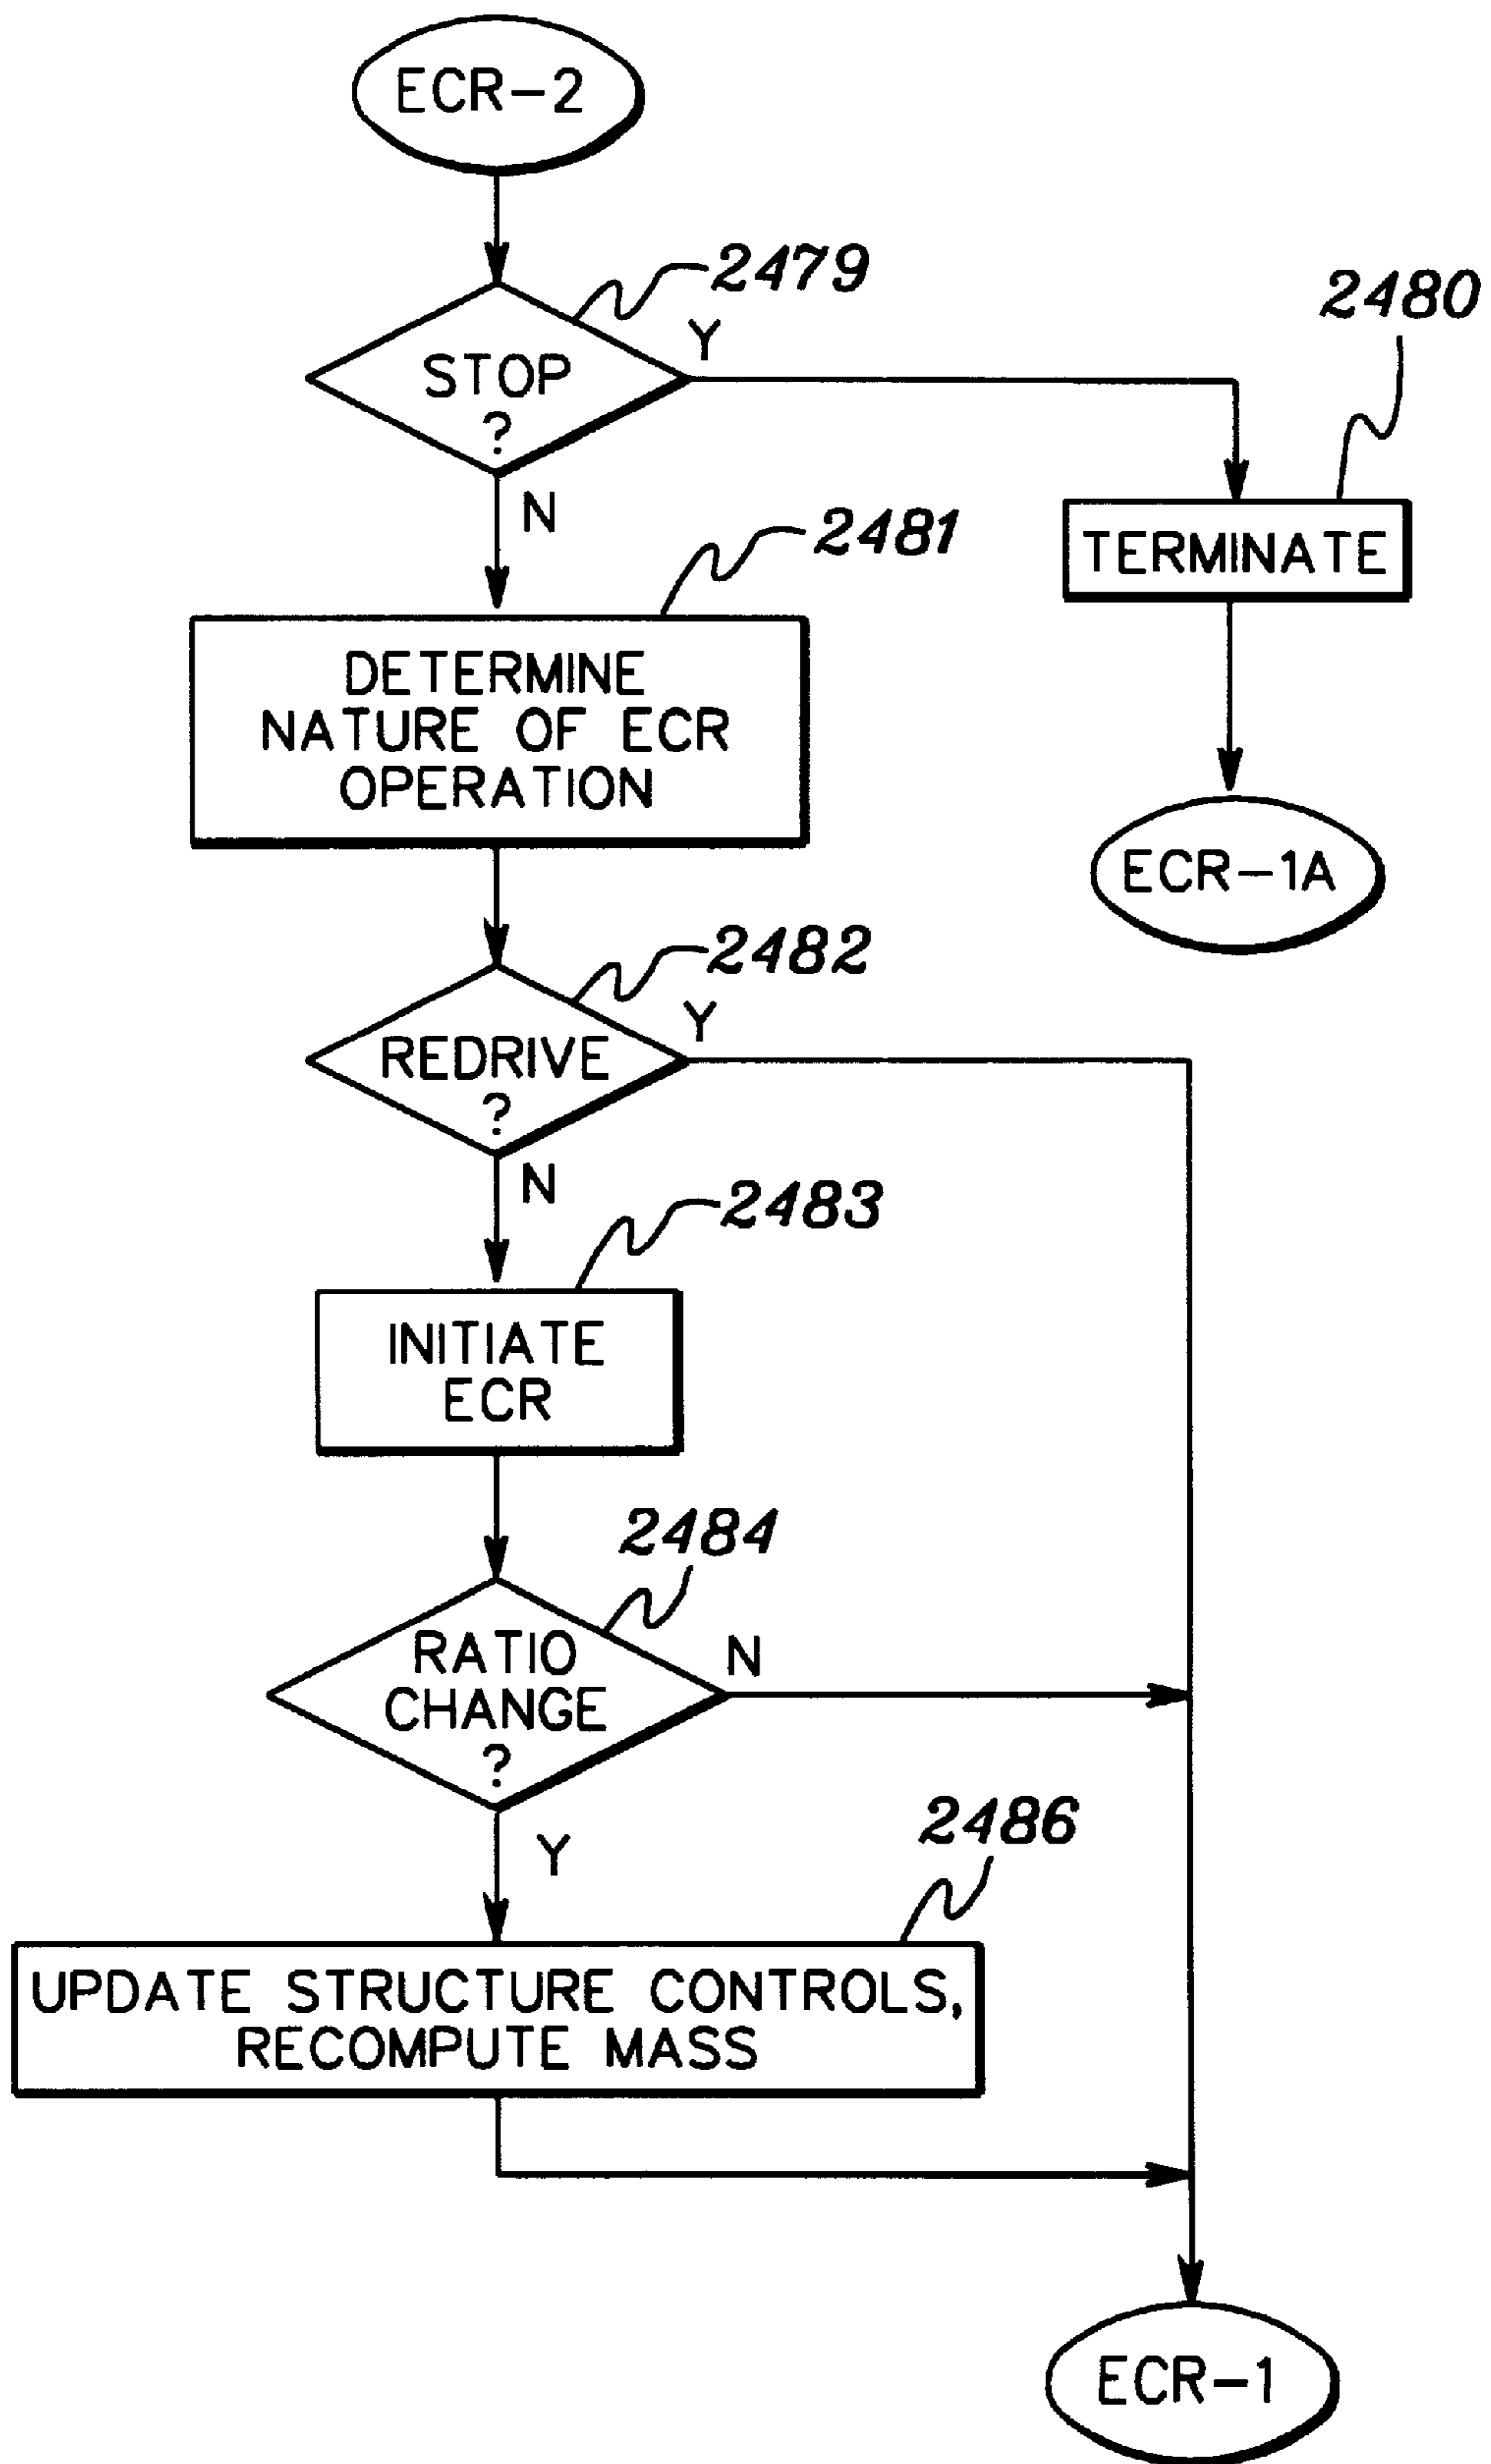 ECR-2
2479
STOP
?
Y
2480
N
TERMINATE
2481
DETERMINE
NATURE OF ECR
OPERATION
ECR-1A
2482
REDRIVE
?
Y
N
2483
INITIATE
ECR
2484
RATIO
CHANGE
?
N
Y
2486
UPDATE STRUCTURE CONTROLS,
RECOMPUTE MASS
ECR-1